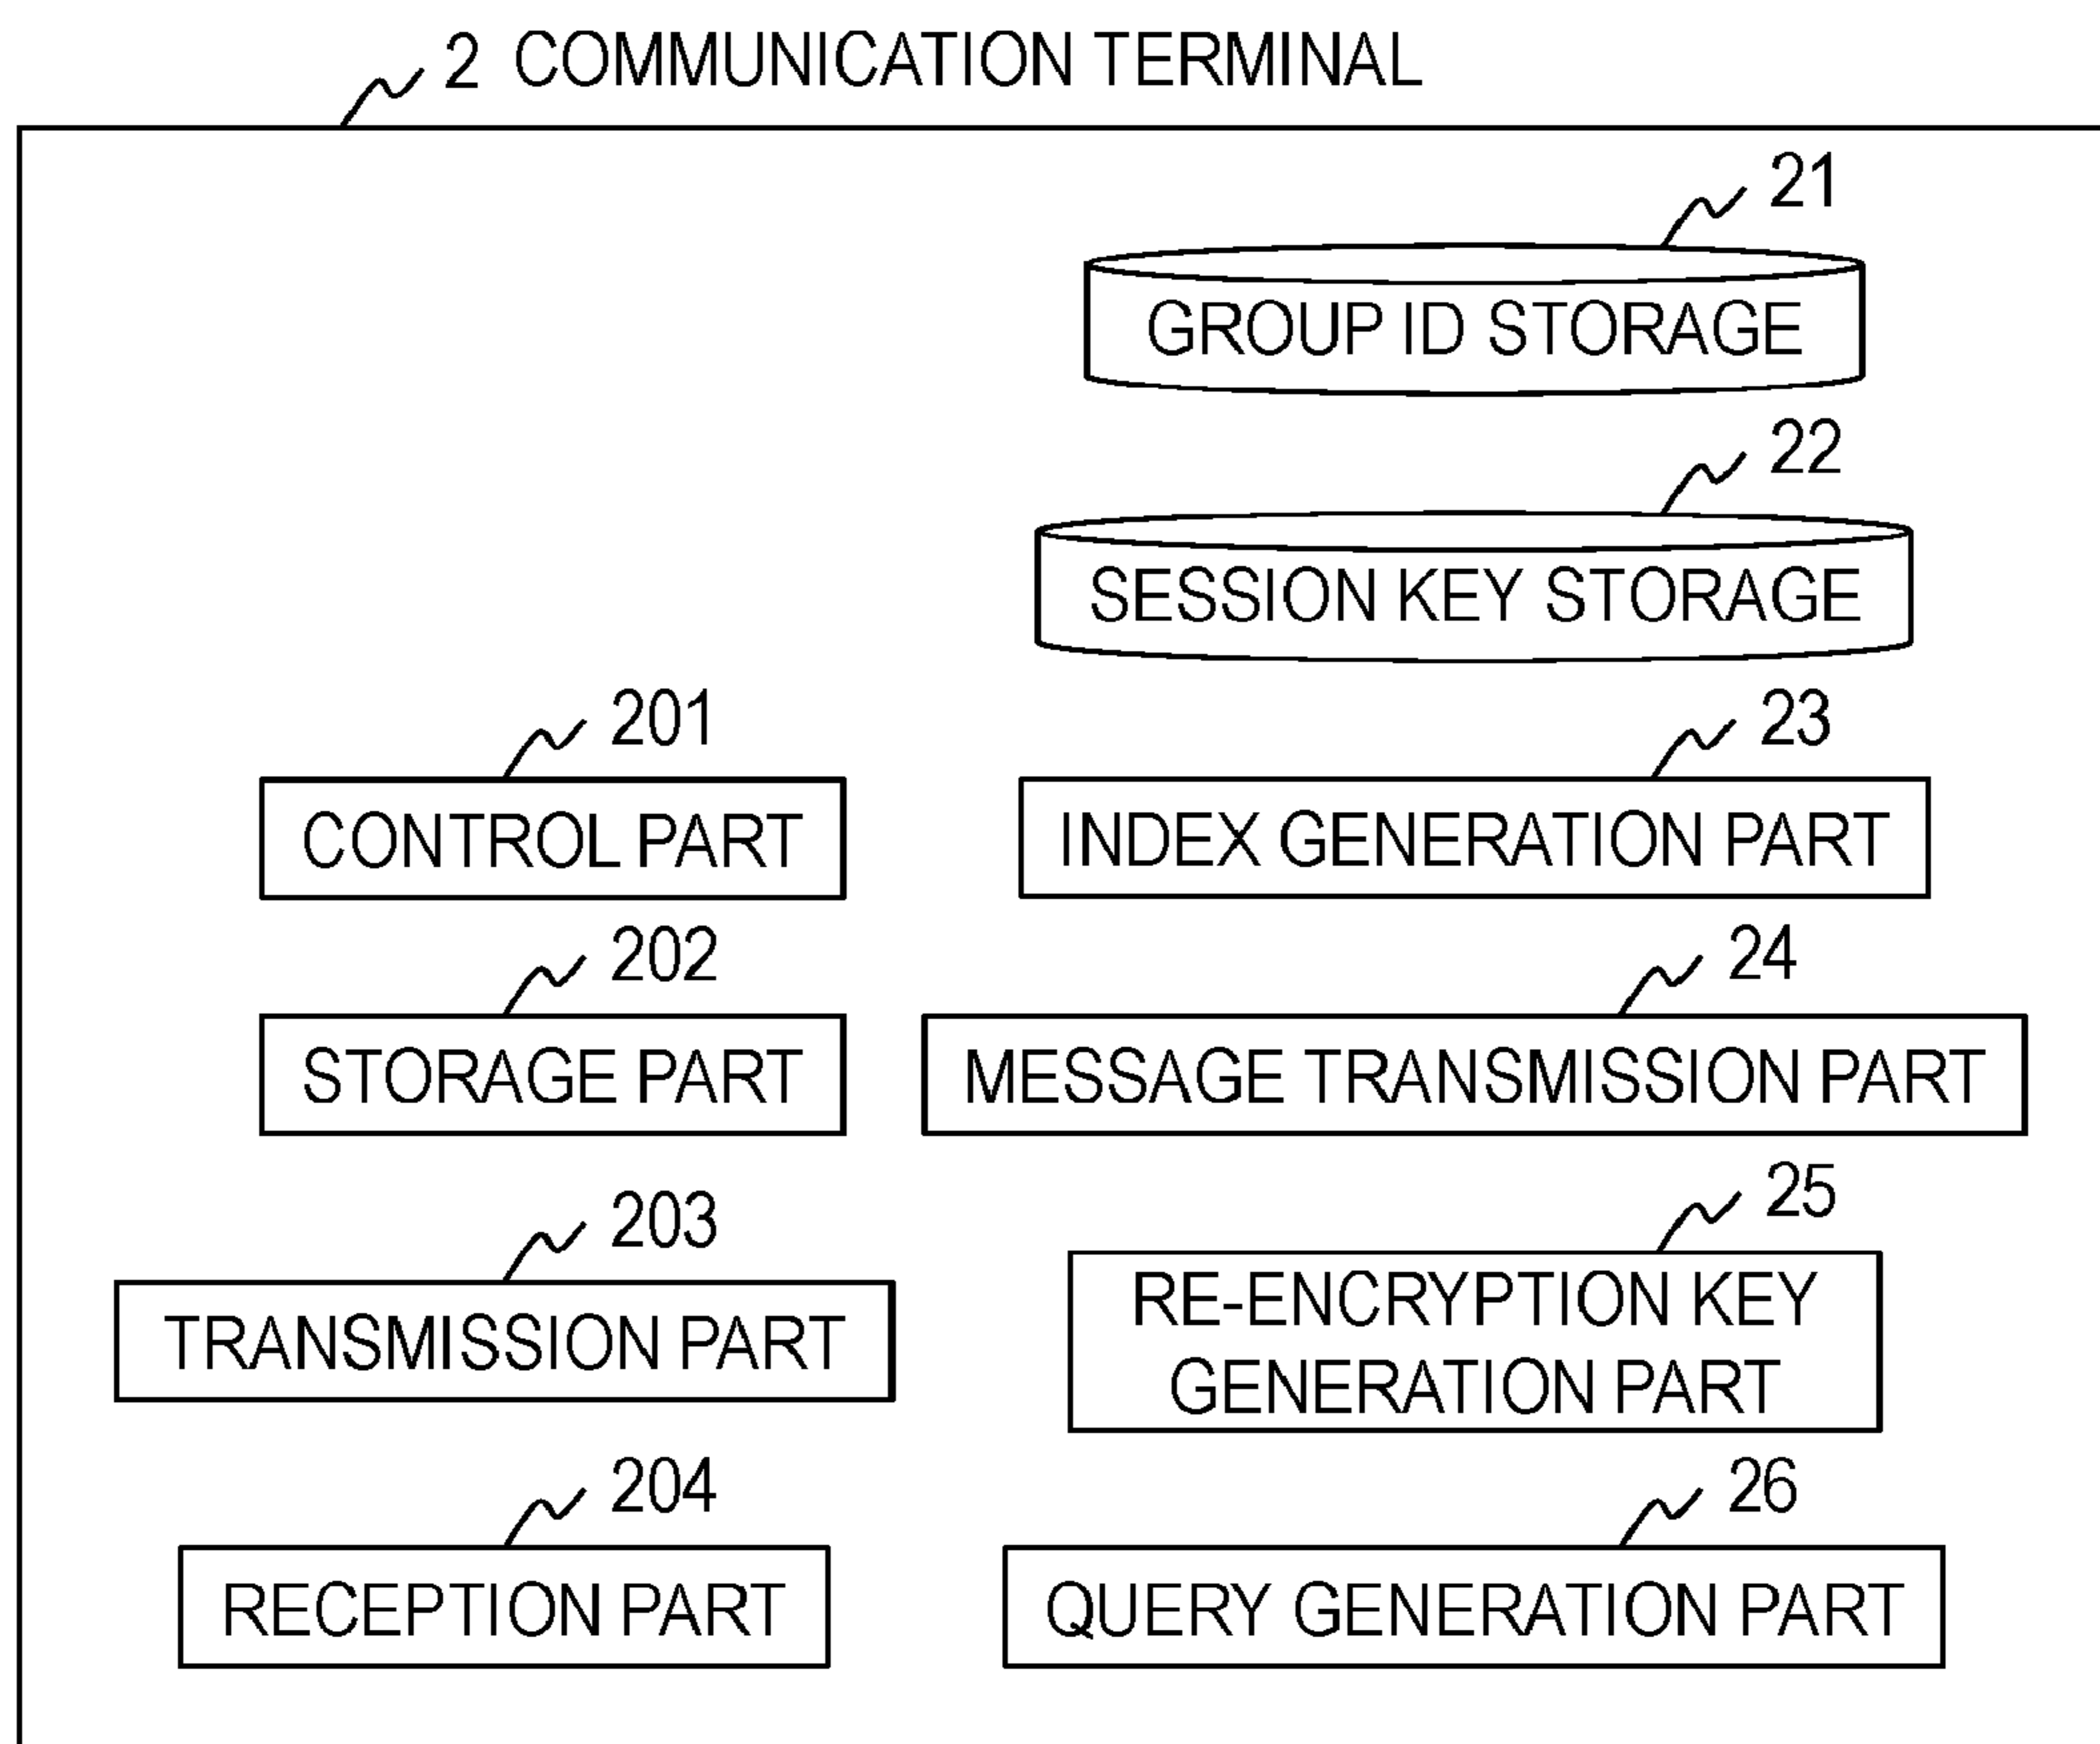 2 COMMUNICATION TERMINAL
21
GROUP ID STORAGE
22
SESSION KEY STORAGE
201
CONTROL PART
23
INDEX GENERATION PART
202
STORAGE PART
24
MESSAGE TRANSMISSION PART
203
TRANSMISSION PART
25
RE-ENCRYPTION KEY
GENERATION PART
204
RECEPTION PART
26
QUERY GENERATION PART